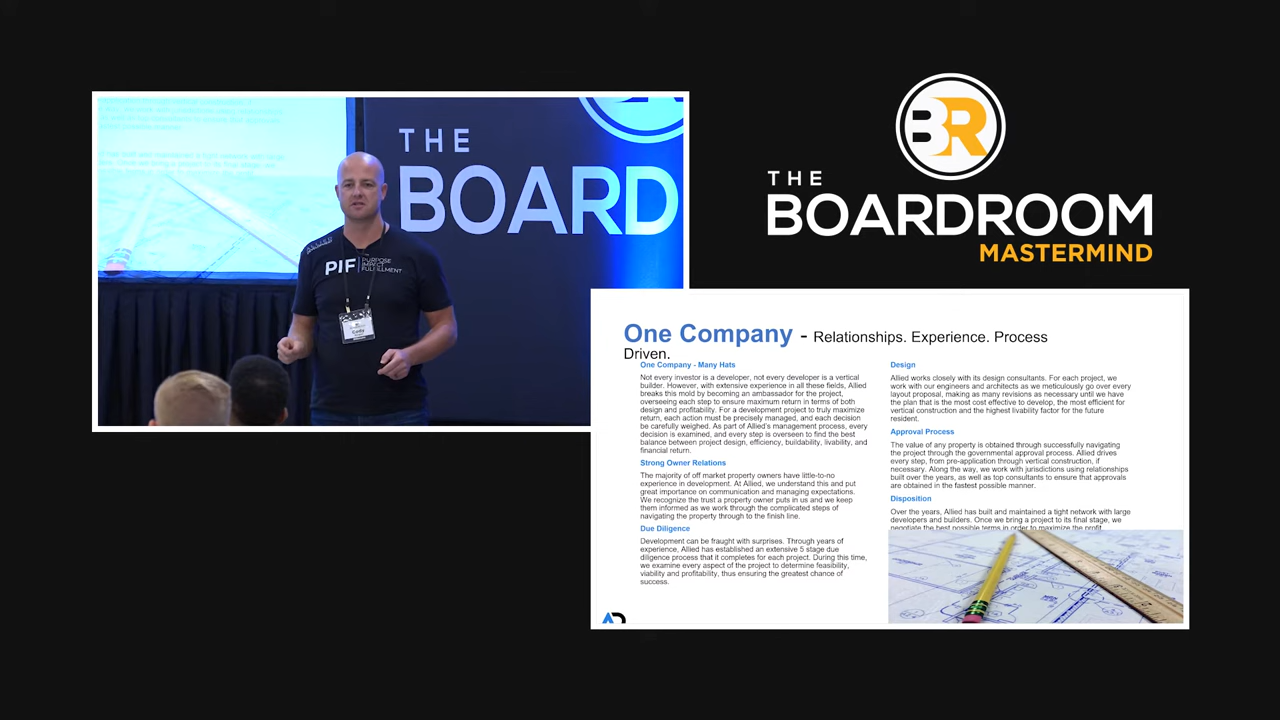 THE
BOARD
ALLIED
PIF
PURPOSE
IMPACT
FULFILLMENT
Cody
BR
THE
BOARDROOM
MASTERMIND
One Company - Relationships. Experience. Process
Driven.
One Company - Many Hats
Not every investor is a developer, not every developer is a vertical
builder. However, with extensive experience in all these fields, Allied
breaks this mold by becoming an ambassador for the project,
overseeing each step to ensure maximum return in terms of both
design and profitability. For a development project to truly maximize
return, each action must be precisely managed, and each decision
be carefully weighed. As part of Allied's management process, every
decision is examined, and every step is overseen to find the best
balance between project design, efficiency, buildability, livability, and
financial return.
Strong Owner Relations
The majority of off market property owners have little-to-no
experience in development. At Allied, we understand this and put
great importance on communication and managing expectations.
We recognize the trust a property owner puts in us and we keep
them informed as we work through the complicated steps of
navigating the property through to the finish line.
Due Diligence
Development can be fraught with surprises. Through years of
experience, Allied has established an extensive 5 stage due
diligence process that it completes for each project. During this time,
we examine every aspect of the project to determine feasibility,
viability and profitability, thus ensuring the greatest chance of
success.
Design
Allied works closely with its design consultants. For each project, we
work with our engineers and architects as we meticulously go over every
layout proposal, making as many revisions as necessary until we have
the plan that is the most cost effective to develop, the most efficient for
vertical construction and the highest livability factor for the future
resident.
Approval Process
The value of any property is obtained through successfully navigating
the project through the governmental approval process. Allied drives
every step, from pre-application through vertical construction, if
necessary. Along the way, we work with jurisdictions using relationships
built over the years, as well as top consultants to ensure that approvals
are obtained in the fastest possible manner.
Disposition
Over the years, Allied has built and maintained a tight network with large
developers and builders. Once we bring a project to its final stage, we
negotiate the best possible terms in order to maximize the profit.